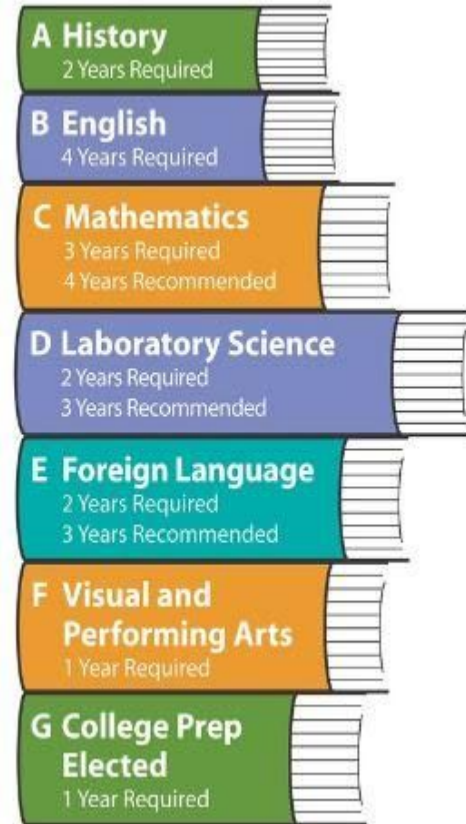 A History
2 Years Required
B English
4 Years Required
C Mathematics
3 Years Required
4 Years Recommended
D Laboratory Science
2 Years Required
3 Years Recommended
E Foreign Language
2 Years Required
3 Years Recommended
F Visual and
Performing Arts
1 Year Required
G College Prep
Elected
1 Year Required